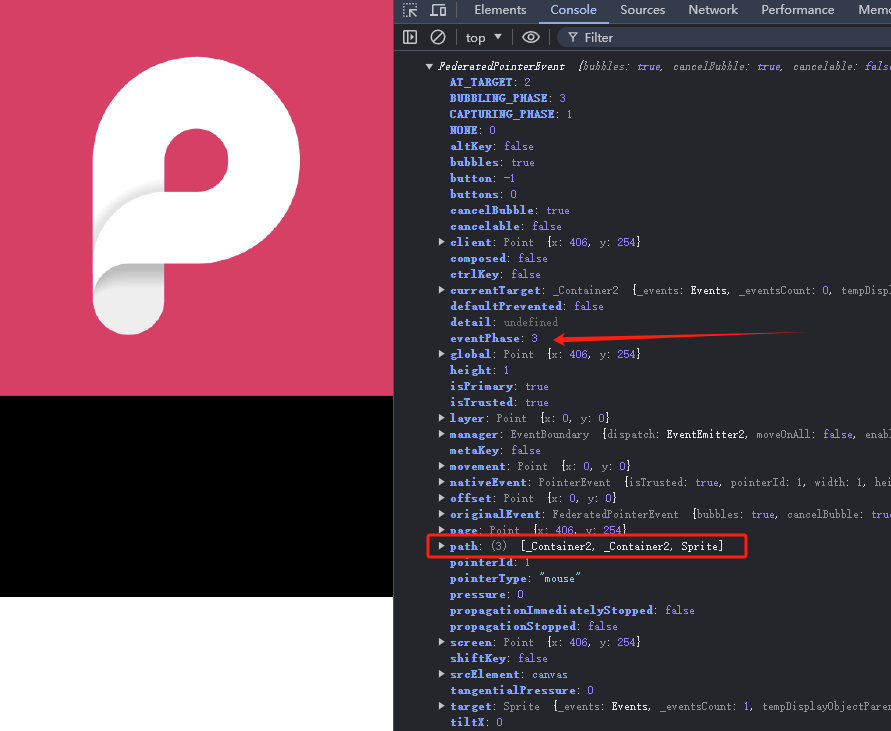 Elements Console Sources Network Performance Memo
top Filter
FederatedPointerEvent {bubbles: true, cancelBubble: true, cancelable: false
AT_TARGET: 2
BUBBLING_PHASE: 3
CAPTURING_PHASE: 1
NONE: 0
altKey: false
bubbles: true
button: -1
buttons: 0
cancelBubble: true
cancelable: false
client: Point {x: 406, y: 254}
composed: false
ctrlKey: false
currentTarget: _Container2 {_events: Events, _eventsCount: 0, tempDispl
defaultPrevented: false
detail: undefined
eventPhase: 3
global: Point {x: 406, y: 254}
height: 1
isPrimary: true
isTrusted: true
layer: Point {x: 0, y: 0}
manager: EventBoundary {dispatch: EventEmitter2, moveOnAll: false, enabl
metaKey: false
movement: Point {x: 0, y: 0}
nativeEvent: PointerEvent {isTrusted: true, pointerId: 1, width: 1, hei
offset: Point {x: 0, y: 0}
originalEvent: FederatedPointerEvent {bubbles: true, cancelBubble: true
page: Point {x: 406, y: 254}
path: (3) [_Container2, _Container2, Sprite]
pointerId: 1
pointerType: "mouse"
pressure: 0
propagationImmediatelyStopped: false
propagationStopped: false
screen: Point {x: 406, y: 254}
shiftKey: false
srcElement: canvas
tangentialPressure: 0
target: Sprite {_events: Events, _eventsCount: 1, tempDisplayObjectParen
tiltX: 0